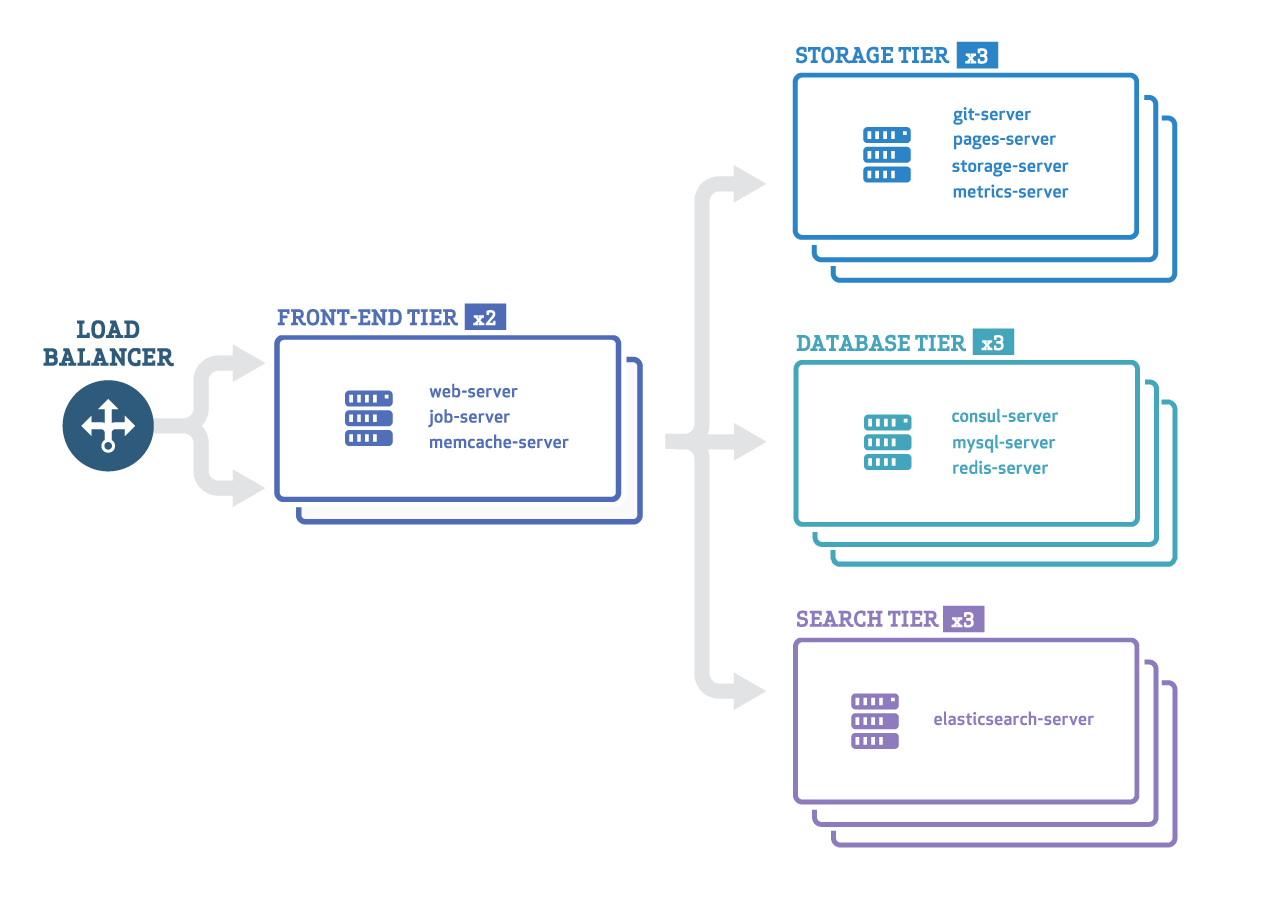 LOAD
BALANCER
FRONT-END TIER x2
web-server
job-server
memcache-server
STORAGE TIER x3
git-server
pages-server
storage-server
metrics-server
DATABASE TIER x3
consul-server
mysql-server
redis-server
SEARCH TIER x3
elasticsearch-server